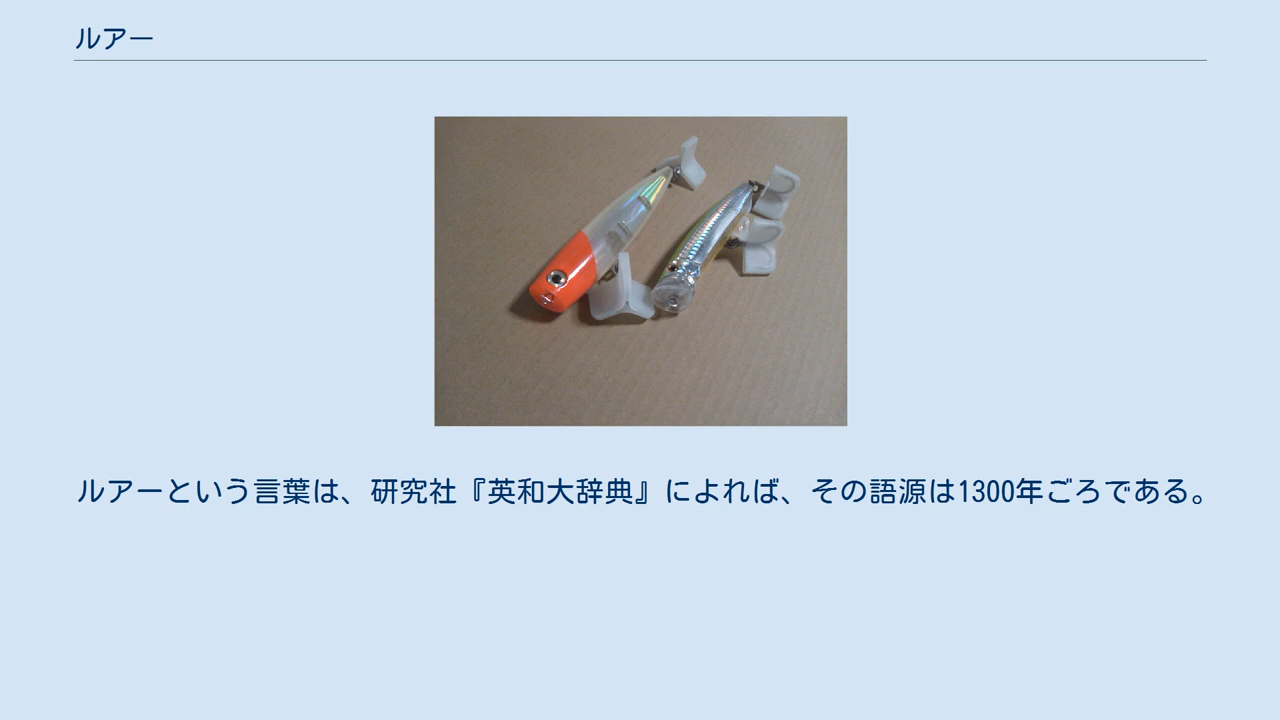 ルアー
ルアーという言葉は、研究社『英和大辞典』によれば、その語源は1300年ごろである。